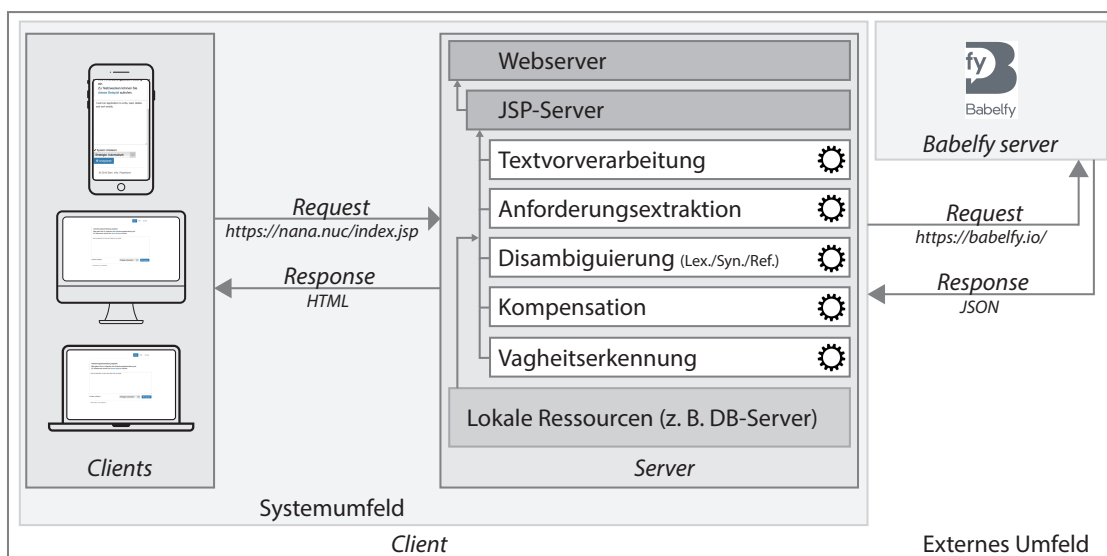 Webserver
JSP-Server
Textvorverarbeitung
Anforderungsextraktion
Disambiguierung (Lex./Syn./Ref.)
Kompensation
Vagheitserkennung
Lokale Ressourcen (z. B. DB-Server)
Clients
Server
Request
https://nana.nuc/index.jsp
Response
HTML
fy B
Babelfy
Babelfy server
Request
https://babelfy.io/
Response
JSON
Systemumfeld
Client
Externes Umfeld